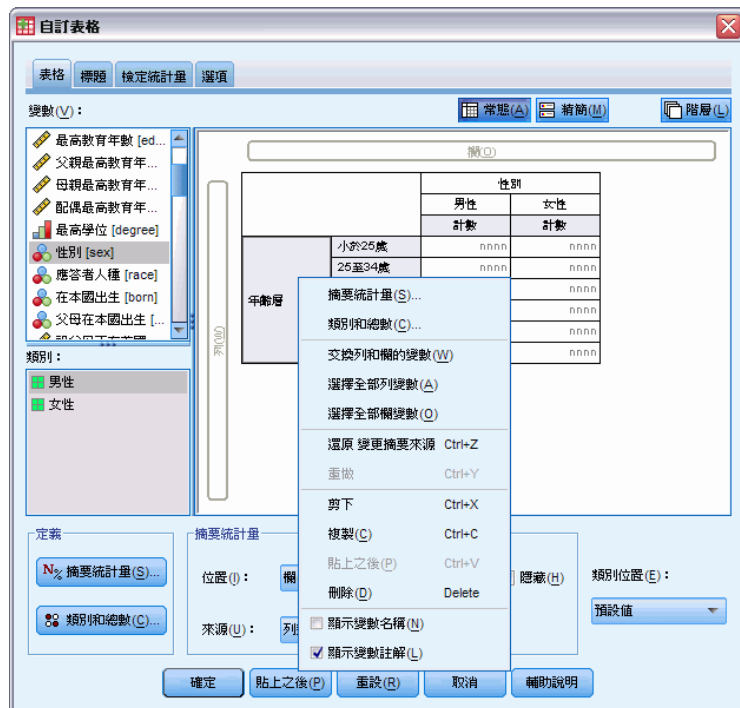 自訂表格
表格 標題 檢定統計量 選項
變數(V)：
常態(A) 精簡(M) 階層(L)
最高教育年數 [ed...
父親最高教育年...
母親最高教育年...
配偶最高教育年...
最高學位 [degree]
性別 [sex]
應答者人種 [race]
在本國出生 [born]
父母在本國出生 [...
類別：
男性
女性
欄(O)
列(R)
性別
男性 女性
計數 計數
年齡層
小於25歲 nnnn nnnn
25至34歲 nnnn nnnn
nnnn
nnnn
nnnn
nnnn
摘要統計量(S)...
類別和總數(C)...
交換列和欄的變數(W)
選擇全部列變數(A)
選擇全部欄變數(O)
還原 變更摘要來源 Ctrl+Z
重做 Ctrl+Y
剪下 Ctrl+X
複製(C) Ctrl+C
貼上之後(P) Ctrl+V
刪除(D) Delete
顯示變數名稱(N)
顯示變數註解(L)
定義
N% 摘要統計量(S)...
類別和總數(C)...
摘要統計量
位置(I)： 欄
隱藏(H)
來源(U)：
類別位置(E)：
預設值
確定 貼上之後(P) 重設(R) 取消 輔助說明